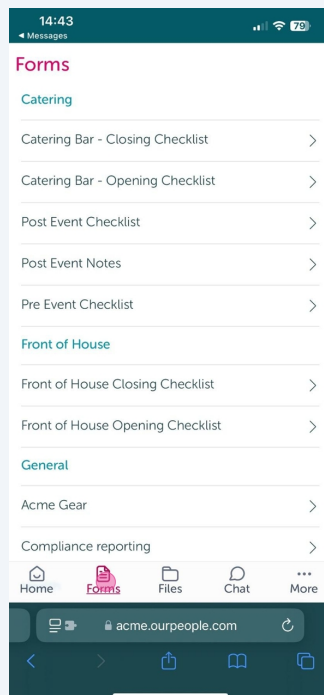 14:43
◀ Messages
79
Forms
Catering
Catering Bar - Closing Checklist
Catering Bar - Opening Checklist
Post Event Checklist
Post Event Notes
Pre Event Checklist
Front of House
Front of House Closing Checklist
Front of House Opening Checklist
General
Acme Gear
Compliance reporting
Home Forms Files Chat More
acme.ourpeople.com